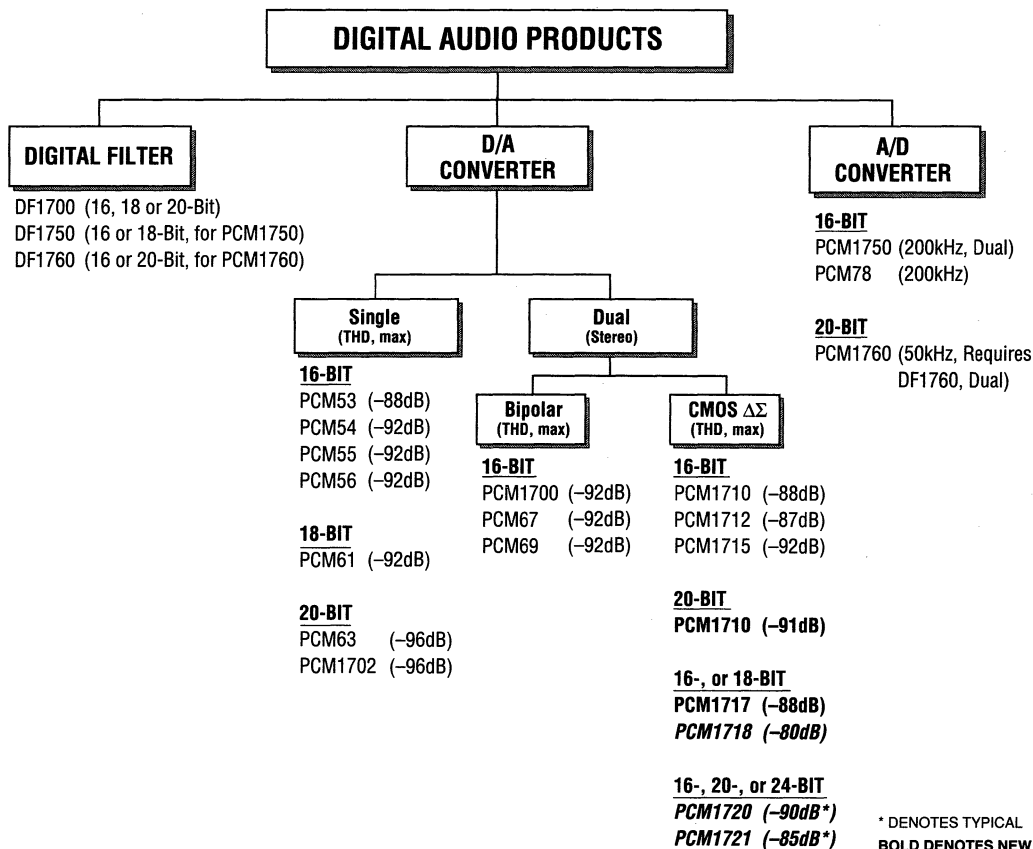 DIGITAL AUDIO PRODUCTS
DIGITAL FILTER
DF1700 (16, 18 or 20-Bit)
DF1750 (16 or 18-Bit, for PCM1750)
DF1760 (16 or 20-Bit, for PCM1760)
D/A
CONVERTER
Single
(THD, max)
16-BIT
PCM53 (–88dB)
PCM54 (–92dB)
PCM55 (–92dB)
PCM56 (–92dB)
18-BIT
PCM61 (–92dB)
20-BIT
PCM63 (–96dB)
PCM1702 (–96dB)
Dual
(Stereo)
Bipolar
(THD, max)
16-BIT
PCM1700 (–92dB)
PCM67 (–92dB)
PCM69 (–92dB)
CMOS ΔΣ
(THD, max)
16-BIT
PCM1710 (–88dB)
PCM1712 (–87dB)
PCM1715 (–92dB)
20-BIT
PCM1710 (–91dB)
16-, or 18-BIT
PCM1717 (–88dB)
PCM1718 (–80dB)
16-, 20-, or 24-BIT
PCM1720 (–90dB*)
PCM1721 (–85dB*)
A/D
CONVERTER
16-BIT
PCM1750 (200kHz, Dual)
PCM78 (200kHz)
20-BIT
PCM1760 (50kHz, Requires
DF1760, Dual)
* DENOTES TYPICAL
BOLD DENOTES NEW